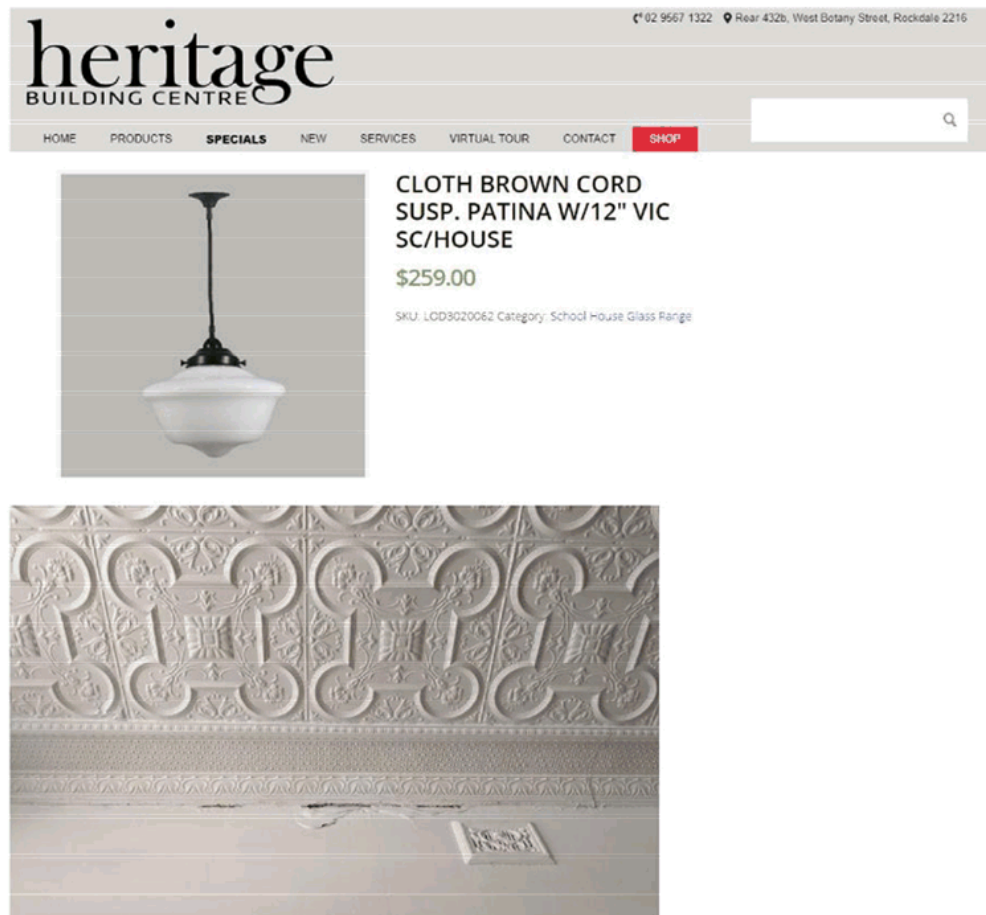 02 9567 1322 Rear 432b, West Botany Street, Rockdale 2216
heritage
BUILDING CENTRE
HOME PRODUCTS SPECIALS NEW SERVICES VIRTUAL TOUR CONTACT SHOP
CLOTH BROWN CORD
SUSP. PATINA W/12" VIC
SC/HOUSE
$259.00
SKU: LOD3020062 Category: School House Glass Range